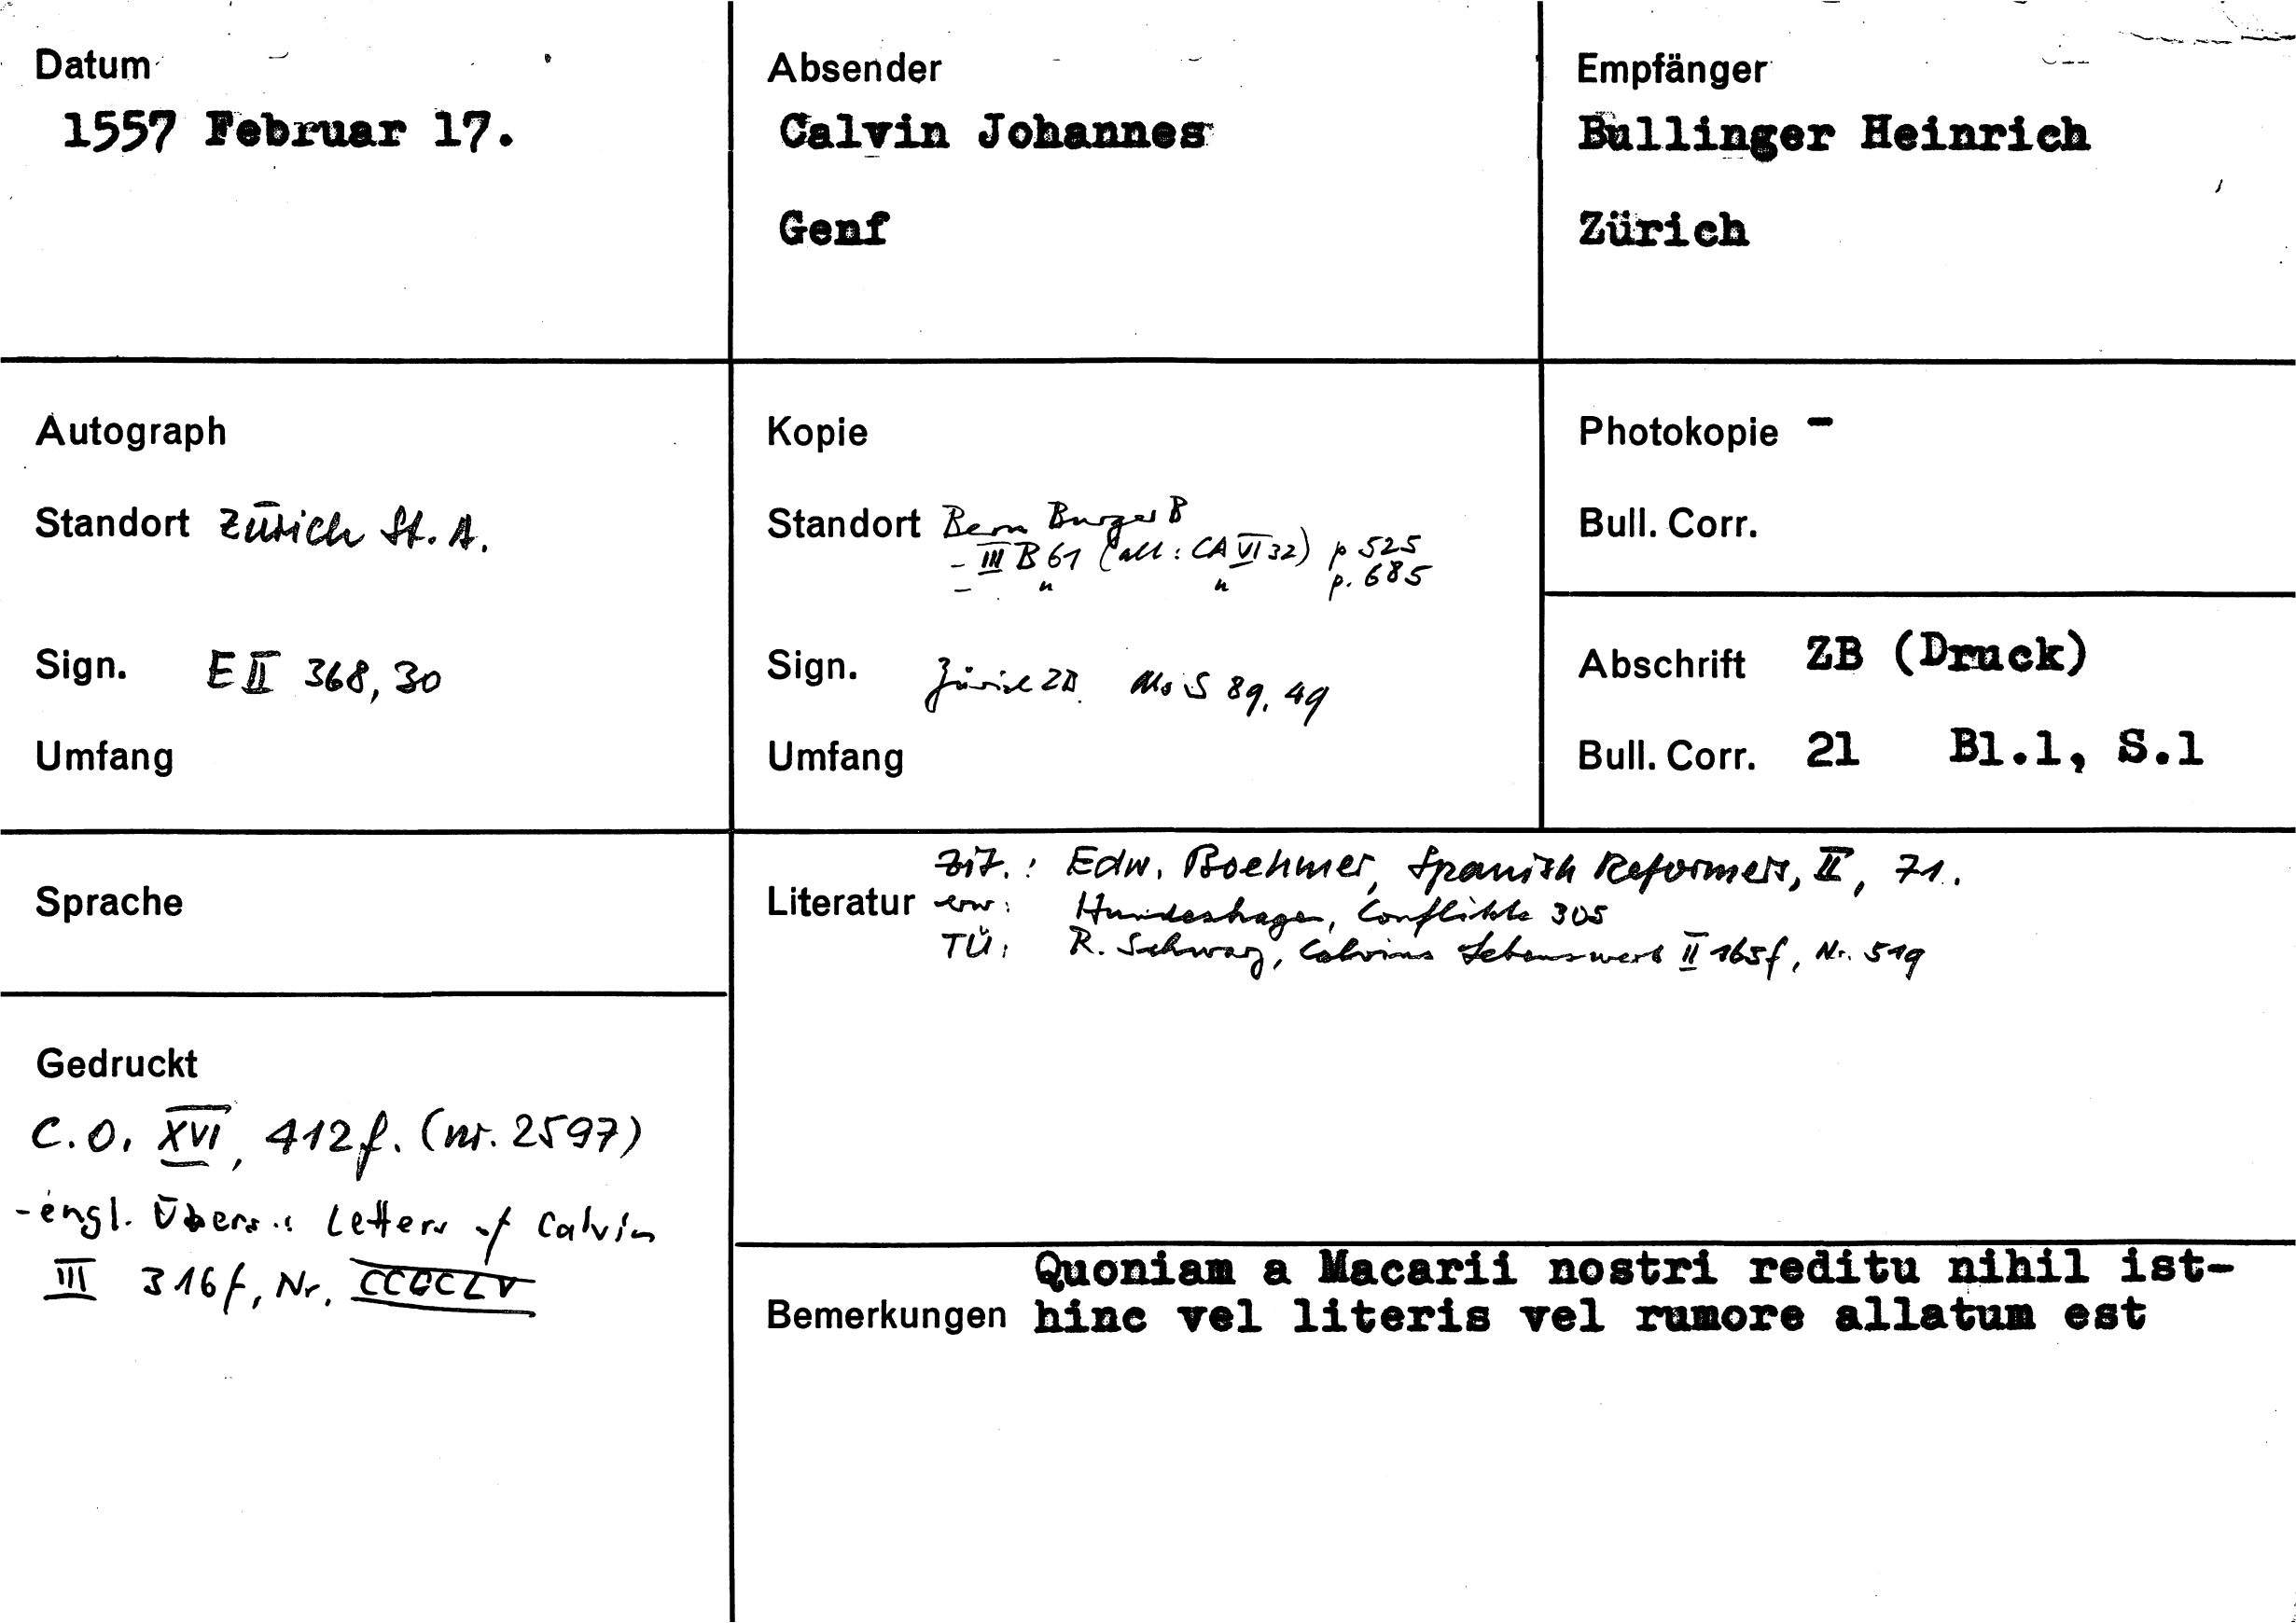 Datum
1557 Februar 17.
Absender
Calvin Johannes
Genf
Empfänger
Bullinger Heinrich
Zürich
Autograph
Standort Zürich St. A.
Sign. E II 368, 30
Umfang
Kopie
Standort Bern Burger B
- III B 61 (alt: CA VI 32) p 525
- " " p. 685
Sign. Zürich ZB Ms S 89, 49
Umfang
Photokopie -
Bull. Corr.
Abschrift ZB (Druck)
Bull. Corr. 21 Bl.1, S.1
Sprache
Gedruckt
C.O. XVI, 412f. (nr. 2597)
- engl. Übers.: Letters of Calvin
III 316f, Nr. CCCCLV
zit.: Edw. Boehmer, Spanish Reformers, II, 71.
Literatur erw: Hundeshagen, Conflikte 305
TÜ: R. Schwarz, Calvins Lebenswerk II 165f, Nr. 519
Quoniam a Macarii nostri reditu nihil ist-
Bemerkungen hinc vel literis vel rumore allatum est